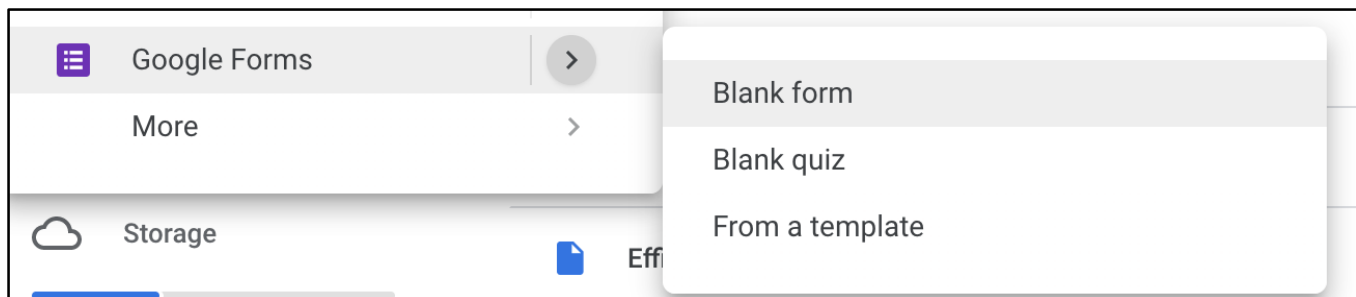 Google Forms
More
Blank form
Blank quiz
From a template
Storage